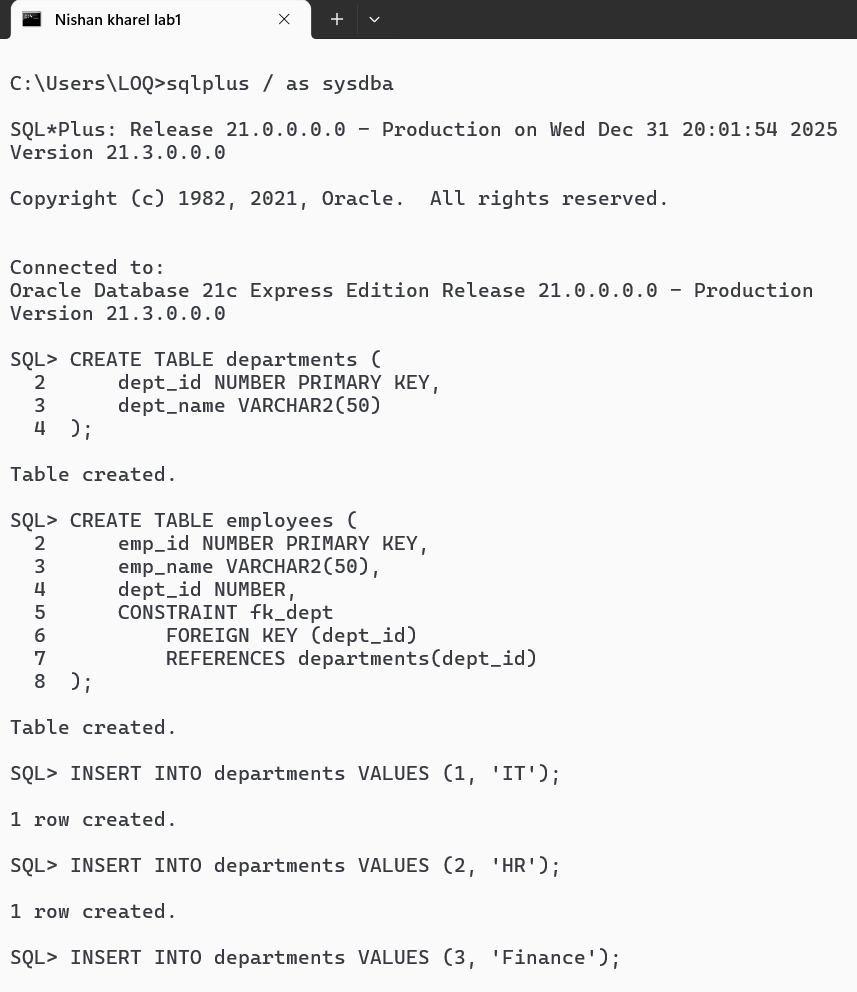 Nishan kharel lab1
C:\Users\LOQ>sqlplus / as sysdba
SQL*Plus: Release 21.0.0.0.0 - Production on Wed Dec 31 20:01:54 2025
Version 21.3.0.0.0
Copyright (c) 1982, 2021, Oracle.  All rights reserved.
Connected to:
Oracle Database 21c Express Edition Release 21.0.0.0.0 - Production
Version 21.3.0.0.0
SQL> CREATE TABLE departments (
  2      dept_id NUMBER PRIMARY KEY,
  3      dept_name VARCHAR2(50)
  4  );
Table created.
SQL> CREATE TABLE employees (
  2      emp_id NUMBER PRIMARY KEY,
  3      emp_name VARCHAR2(50),
  4      dept_id NUMBER,
  5      CONSTRAINT fk_dept
  6          FOREIGN KEY (dept_id)
  7          REFERENCES departments(dept_id)
  8  );
Table created.
SQL> INSERT INTO departments VALUES (1, 'IT');
1 row created.
SQL> INSERT INTO departments VALUES (2, 'HR');
1 row created.
SQL> INSERT INTO departments VALUES (3, 'Finance');